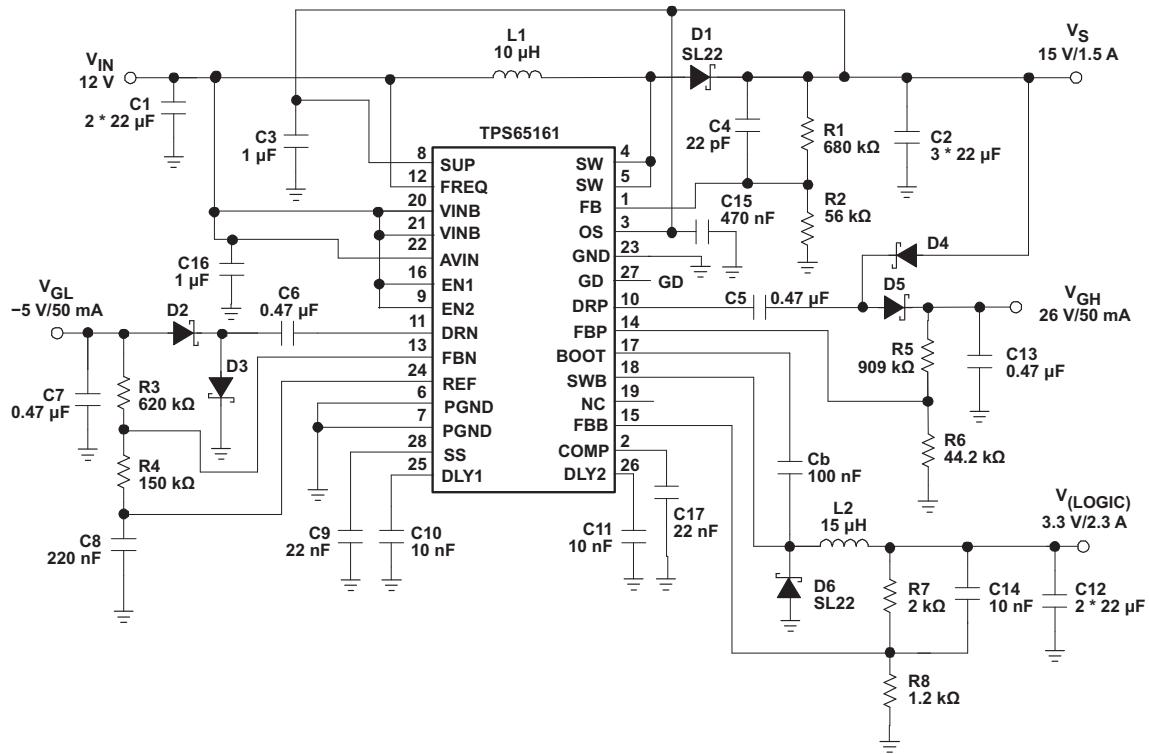 V_IN
12 V
C1
2 * 22 µF
L1
10 µH
D1
SL22
V_S
15 V/1.5 A
C3
1 µF
TPS65161
C4
22 pF
R1
680 kΩ
C2
3 * 22 µF
R2
56 kΩ
C15
470 nF
8 SUP
12 FREQ
20 VINB
21 VINB
22 AVIN
16 EN1
9 EN2
11 DRN
13 FBN
24 REF
6 PGND
7 PGND
28 SS
25 DLY1
SW 4
SW 5
FB 1
OS 3
GND 23
GD 27 GD
DRP 10
FBP 14
BOOT 17
SWB 18
NC 19
FBB 15
COMP 2
DLY2 26
C16
1 µF
V_GL
−5 V/50 mA
D2
C6
0.47 µF
D3
C7
0.47 µF
R3
620 kΩ
R4
150 kΩ
C8
220 nF
C9
22 nF
C10
10 nF
C11
10 nF
C17
22 nF
D4
C5 0.47 µF
D5
V_GH
26 V/50 mA
R5
909 kΩ
C13
0.47 µF
R6
44.2 kΩ
Cb
100 nF
L2
15 µH
V_(LOGIC)
3.3 V/2.3 A
D6
SL22
R7
2 kΩ
C14
10 nF
C12
2 * 22 µF
R8
1.2 kΩ